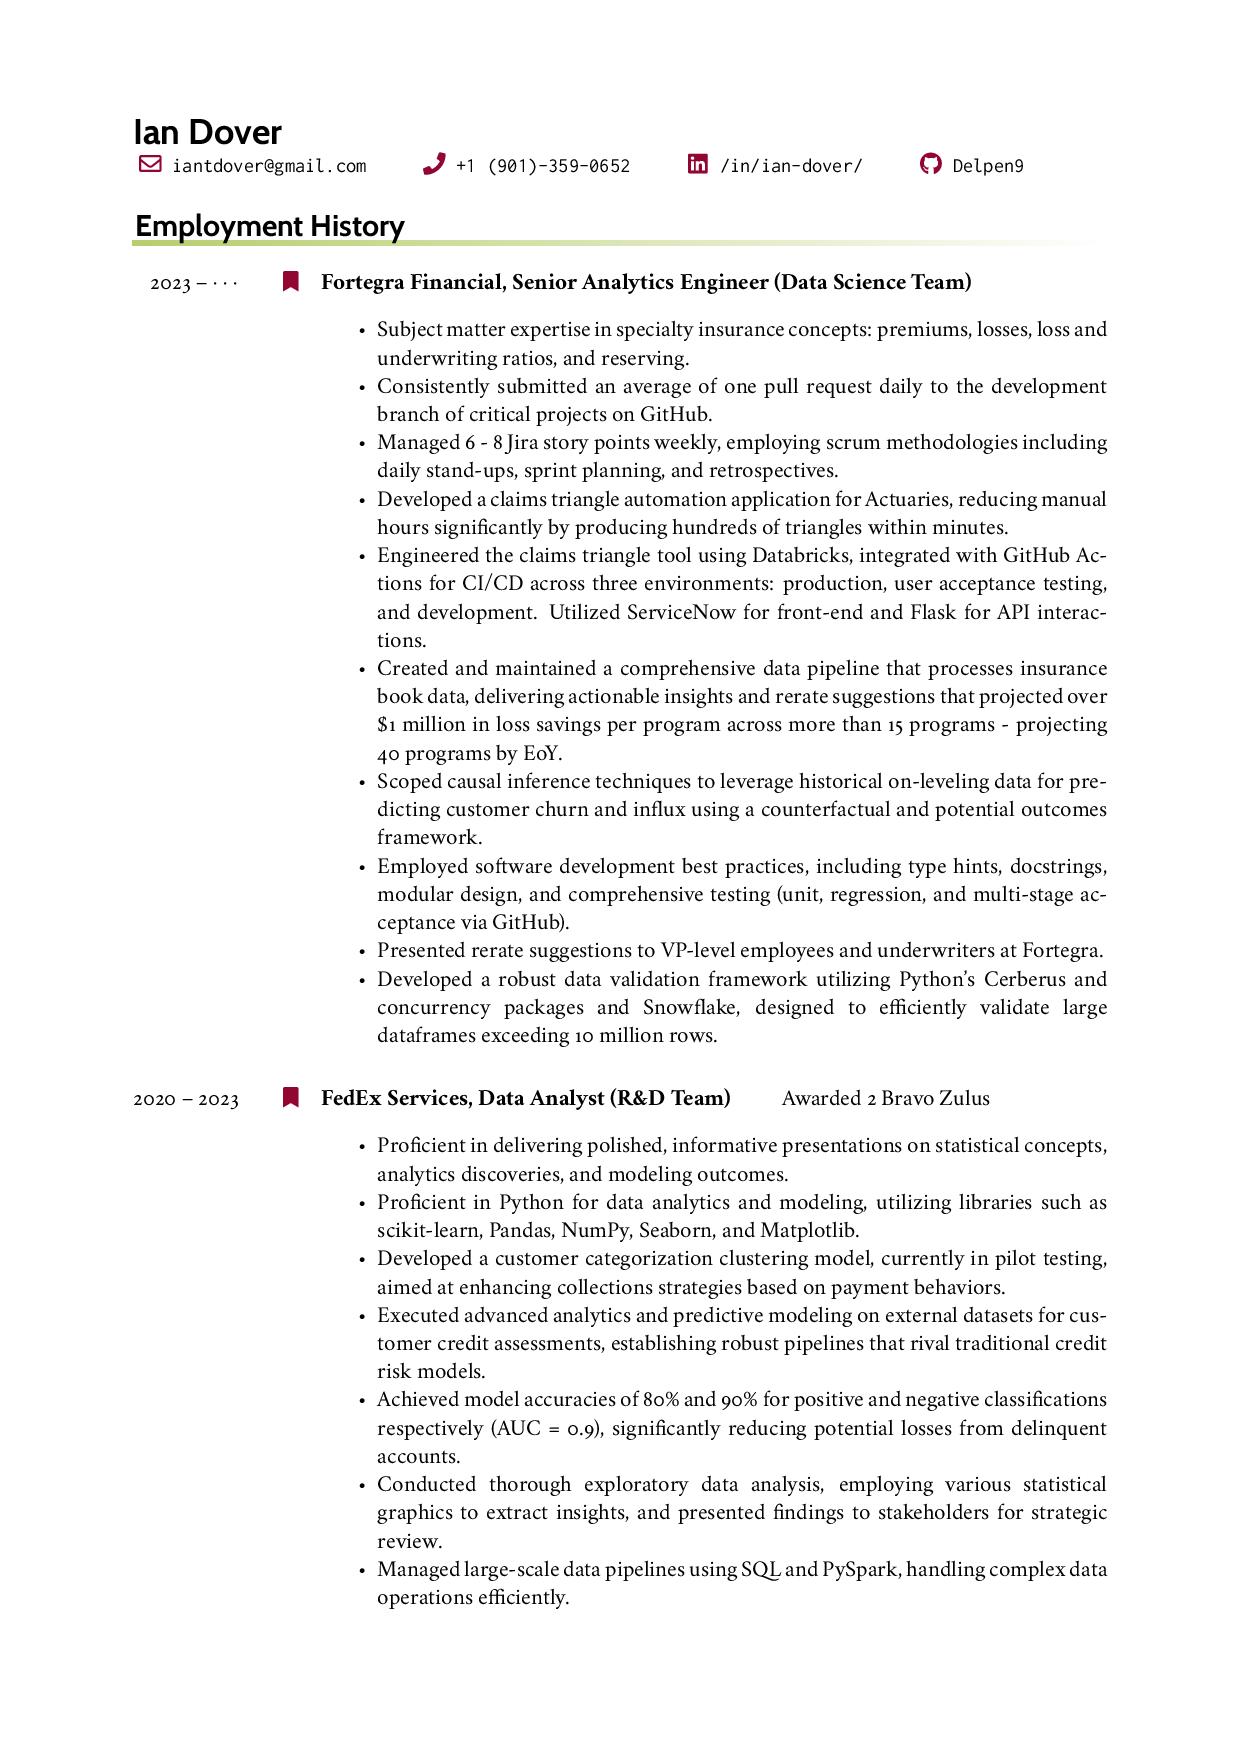 Ian Dover
iantdover@gmail.com +1 (901)-359-0652 /in/ian-dover/ Delpen9
Employment History
2023 – · · · Fortegra Financial, Senior Analytics Engineer (Data Science Team)
• Subject matter expertise in specialty insurance concepts: premiums, losses, loss and
underwriting ratios, and reserving.
• Consistently submitted an average of one pull request daily to the development
branch of critical projects on GitHub.
• Managed 6 - 8 Jira story points weekly, employing scrum methodologies including
daily stand-ups, sprint planning, and retrospectives.
• Developed a claims triangle automation application for Actuaries, reducing manual
hours significantly by producing hundreds of triangles within minutes.
• Engineered the claims triangle tool using Databricks, integrated with GitHub Ac-
tions for CI/CD across three environments: production, user acceptance testing,
and development. Utilized ServiceNow for front-end and Flask for API interac-
tions.
• Created and maintained a comprehensive data pipeline that processes insurance
book data, delivering actionable insights and rerate suggestions that projected over
$1 million in loss savings per program across more than 15 programs - projecting
40 programs by EoY.
• Scoped causal inference techniques to leverage historical on-leveling data for pre-
dicting customer churn and influx using a counterfactual and potential outcomes
framework.
• Employed software development best practices, including type hints, docstrings,
modular design, and comprehensive testing (unit, regression, and multi-stage ac-
ceptance via GitHub).
• Presented rerate suggestions to VP-level employees and underwriters at Fortegra.
• Developed a robust data validation framework utilizing Python's Cerberus and
concurrency packages and Snowflake, designed to efficiently validate large
dataframes exceeding 10 million rows.
2020 – 2023 FedEx Services, Data Analyst (R&D Team) Awarded 2 Bravo Zulus
• Proficient in delivering polished, informative presentations on statistical concepts,
analytics discoveries, and modeling outcomes.
• Proficient in Python for data analytics and modeling, utilizing libraries such as
scikit-learn, Pandas, NumPy, Seaborn, and Matplotlib.
• Developed a customer categorization clustering model, currently in pilot testing,
aimed at enhancing collections strategies based on payment behaviors.
• Executed advanced analytics and predictive modeling on external datasets for cus-
tomer credit assessments, establishing robust pipelines that rival traditional credit
risk models.
• Achieved model accuracies of 80% and 90% for positive and negative classifications
respectively (AUC = 0.9), significantly reducing potential losses from delinquent
accounts.
• Conducted thorough exploratory data analysis, employing various statistical
graphics to extract insights, and presented findings to stakeholders for strategic
review.
• Managed large-scale data pipelines using SQL and PySpark, handling complex data
operations efficiently.